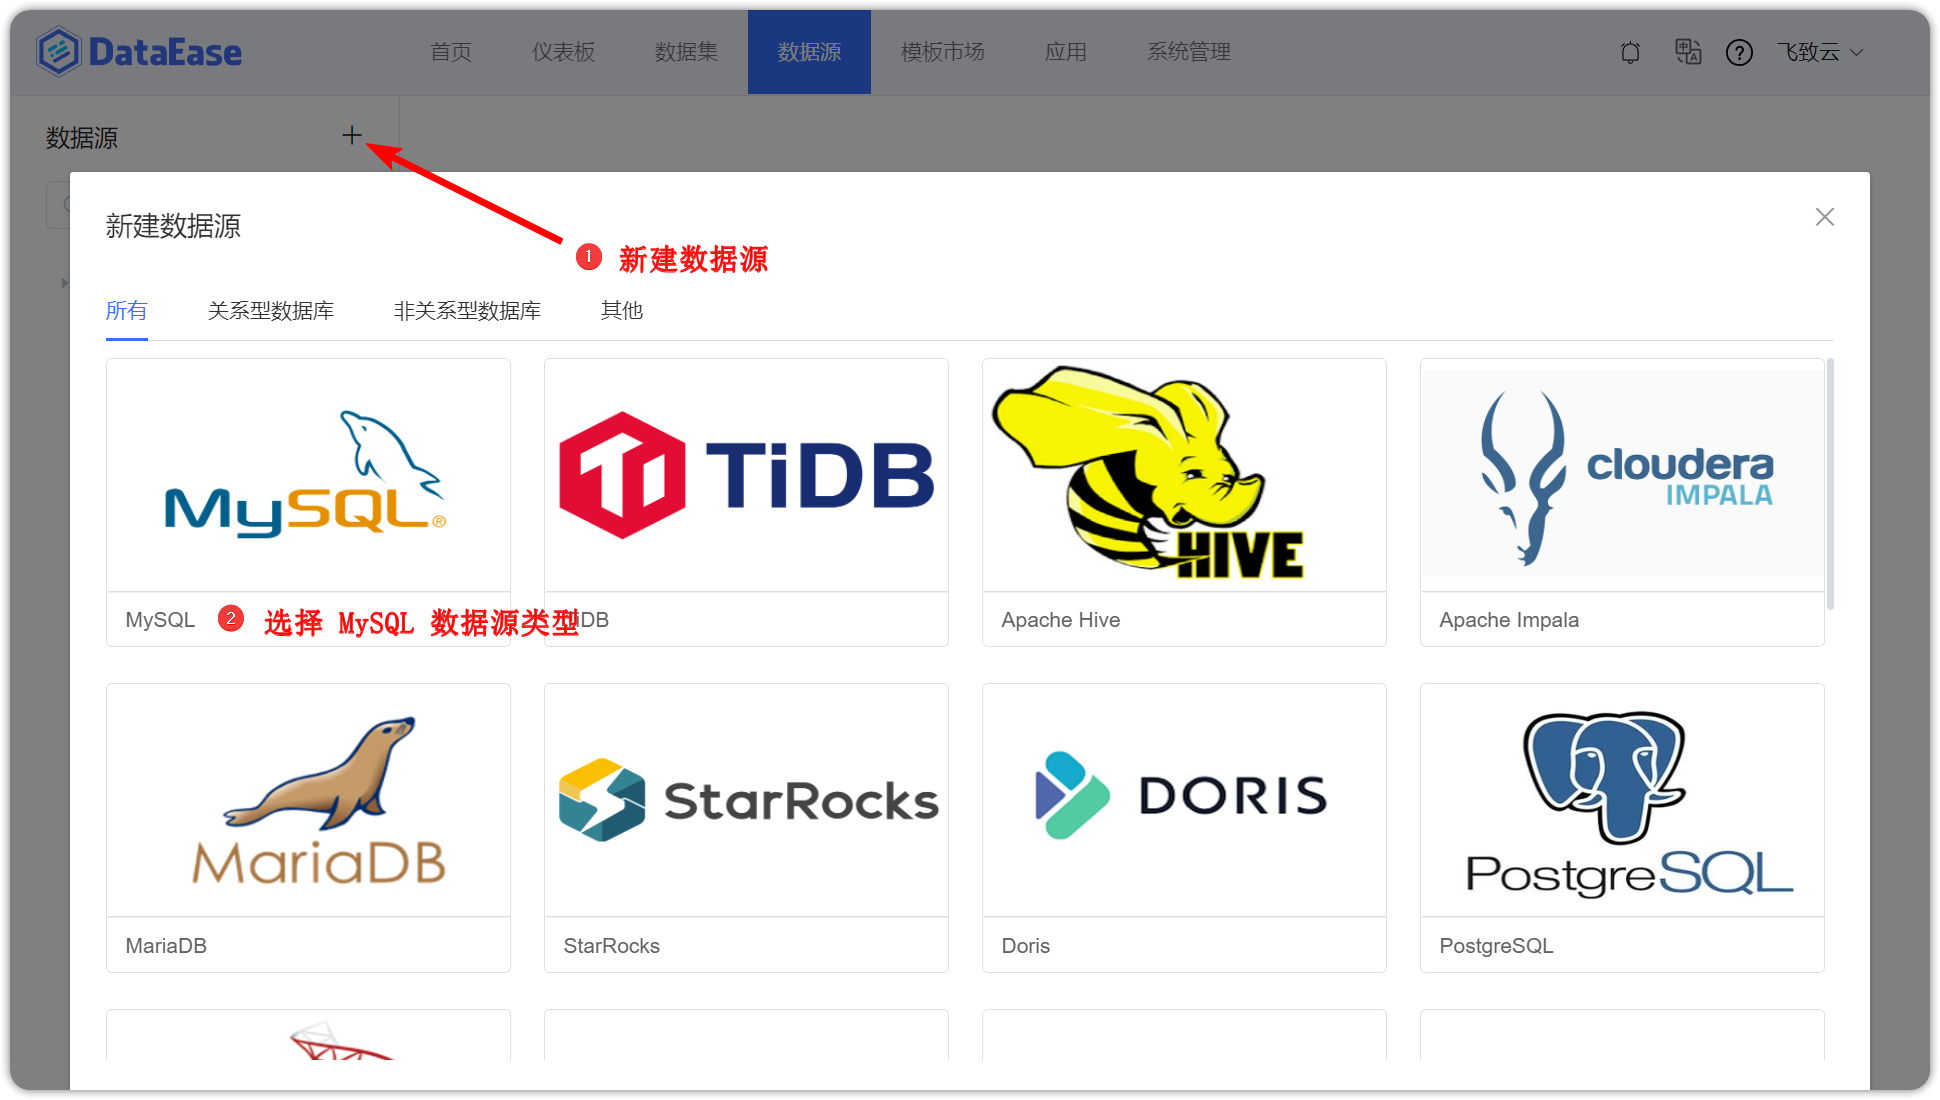 DataEase 首页 仪表板 数据集 数据源 模板市场 应用 系统管理 飞致云
数据源
新建数据源
1 新建数据源
所有 关系型数据库 非关系型数据库 其他
MySQL®
TiDB
HIVE
cloudera
IMPALA
MySQL
2 选择 MySQL 数据源类型
DB
Apache Hive
Apache Impala
MariaDB
StarRocks
DORIS
PostgreSQL
MariaDB
StarRocks
Doris
PostgreSQL